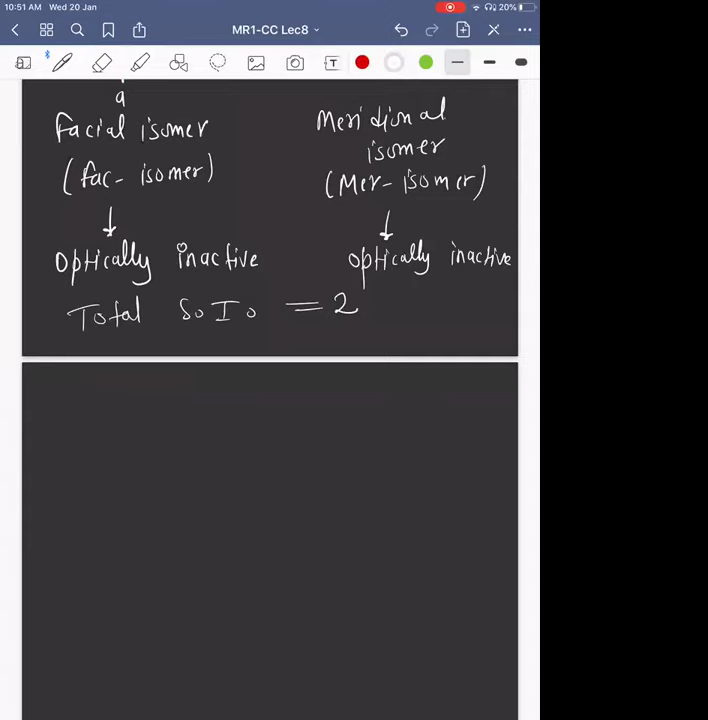 10:51 AM Wed 20 Jan 20%
MR1-CC Lec8
T
a
Facial isomer
(fac- isomer)
Optically inactive
Meridional
isomer
(Mer- isomer)
optically inactive
Total S.I. = 2